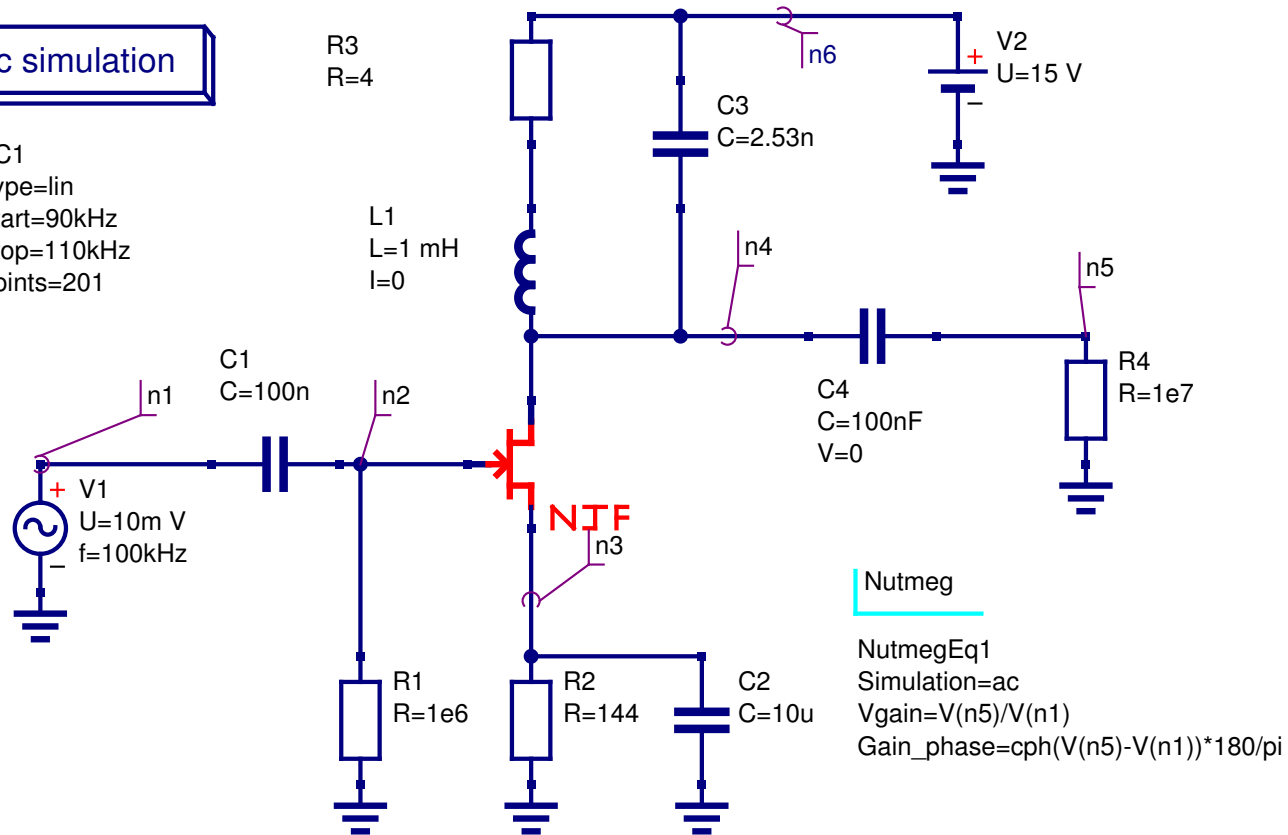 c simulation
C1
ype=lin
art=90kHz
op=110kHz
oints=201
R3
R=4
n6
V2
U=15 V
+
−
C3
C=2.53n
L1
L=1 mH
I=0
n4
n5
C1
C=100n
n1
n2
C4
C=100nF
V=0
R4
R=1e7
+
V1
U=10m V
f=100kHz
−
NJF
n3
R1
R=1e6
R2
R=144
C2
C=10u
Nutmeg
NutmegEq1
Simulation=ac
Vgain=V(n5)/V(n1)
Gain_phase=cph(V(n5)-V(n1))*180/pi